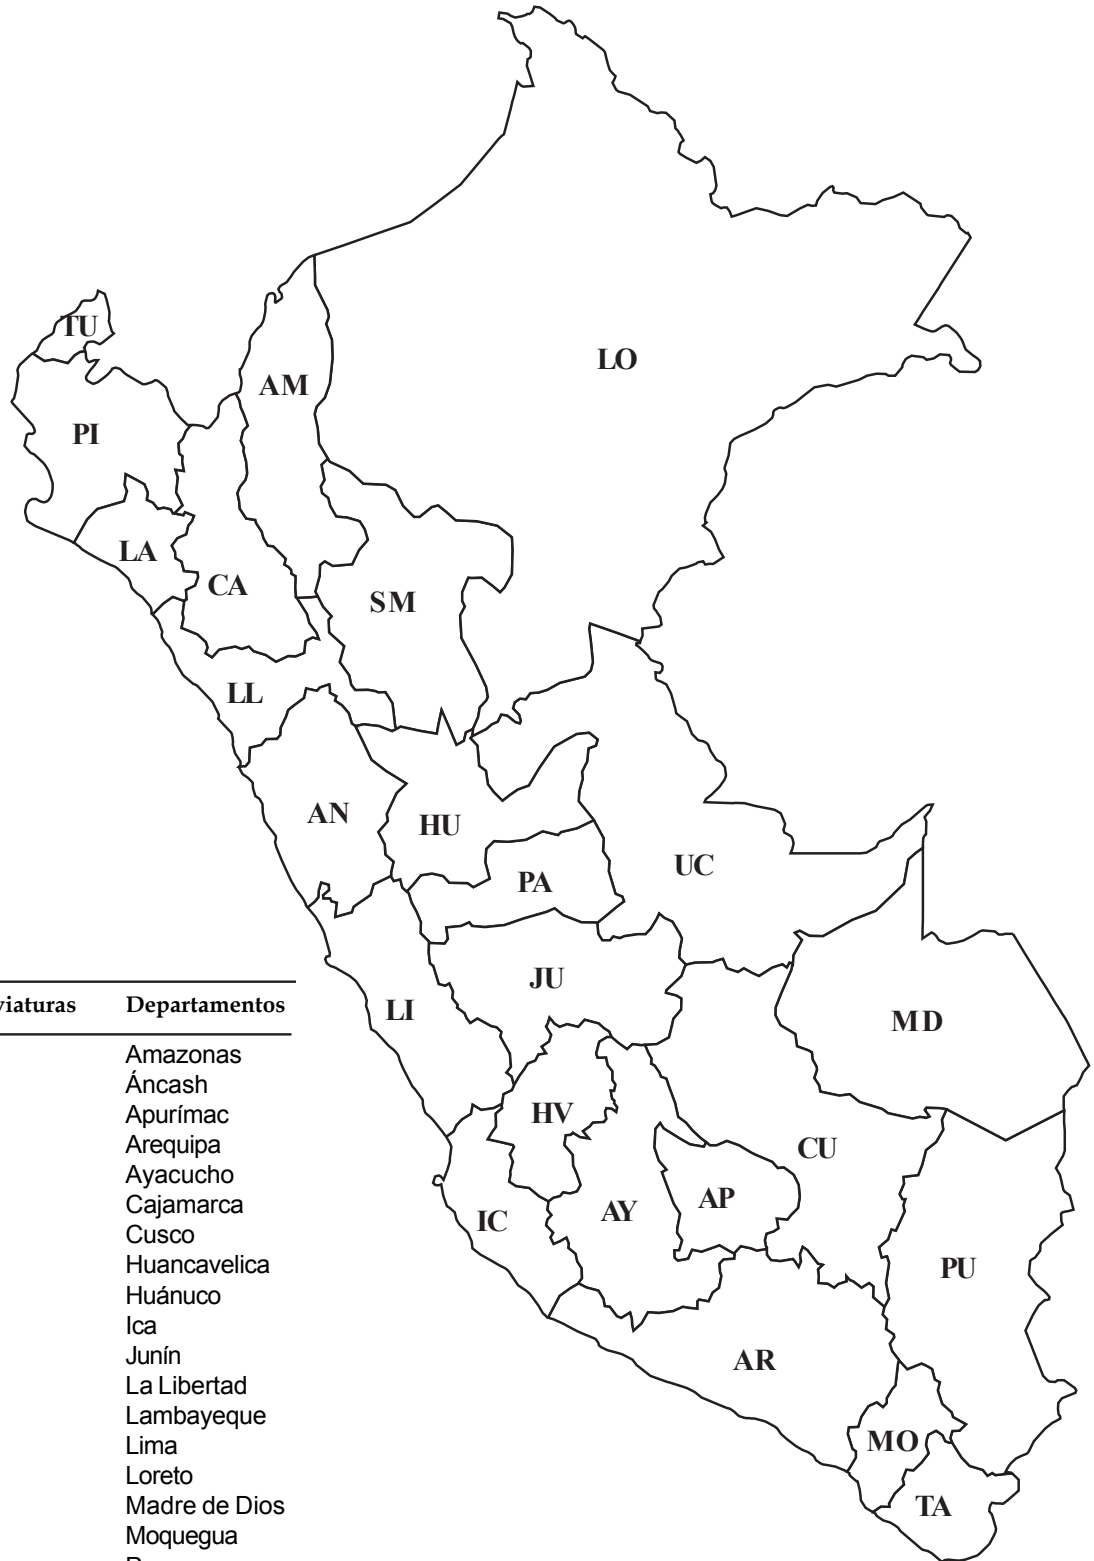 TU
LO
AM
PI
LA
CA
SM
LL
AN
HU
UC
PA
JU
LI
MD
HV
CU
AP
AY
IC
PU
AR
MO
TA
viaturas Departamentos
Amazonas
Áncash
Apurímac
Arequipa
Ayacucho
Cajamarca
Cusco
Huancavelica
Huánuco
Ica
Junín
La Libertad
Lambayeque
Lima
Loreto
Madre de Dios
Moquegua